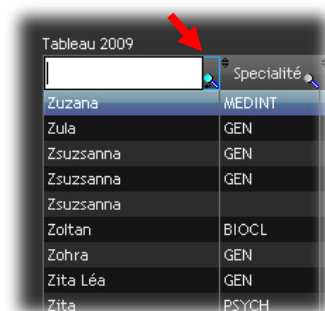 Tableau 2009
Specialité
Zuzana MEDINT
Zula GEN
Zsuzsanna GEN
Zsuzsanna GEN
Zsuzsanna
Zoltan BIOCL
Zohra GEN
Zita Léa GEN
Zita PSYCH